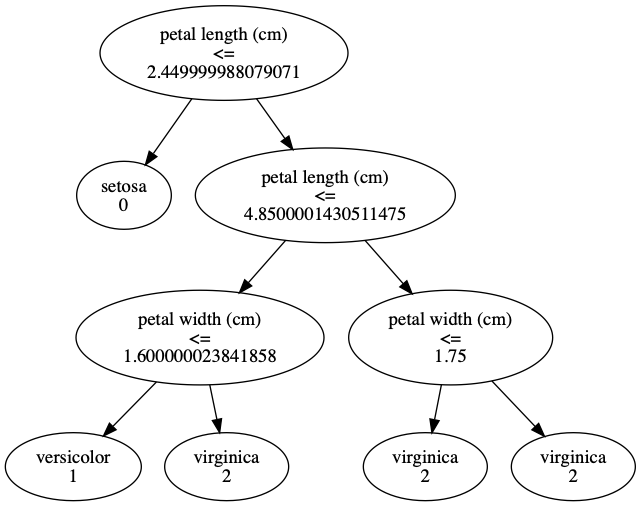 petal length (cm)
<=
2.449999988079071
setosa
0
petal length (cm)
<=
4.8500001430511475
petal width (cm)
<=
1.600000023841858
petal width (cm)
<=
1.75
versicolor
1
virginica
2
virginica
2
virginica
2